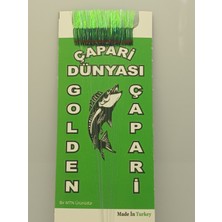 ÇAPARİ
DÜNYASI
GOLDEN
ÇAPARİ
Made In Turkey